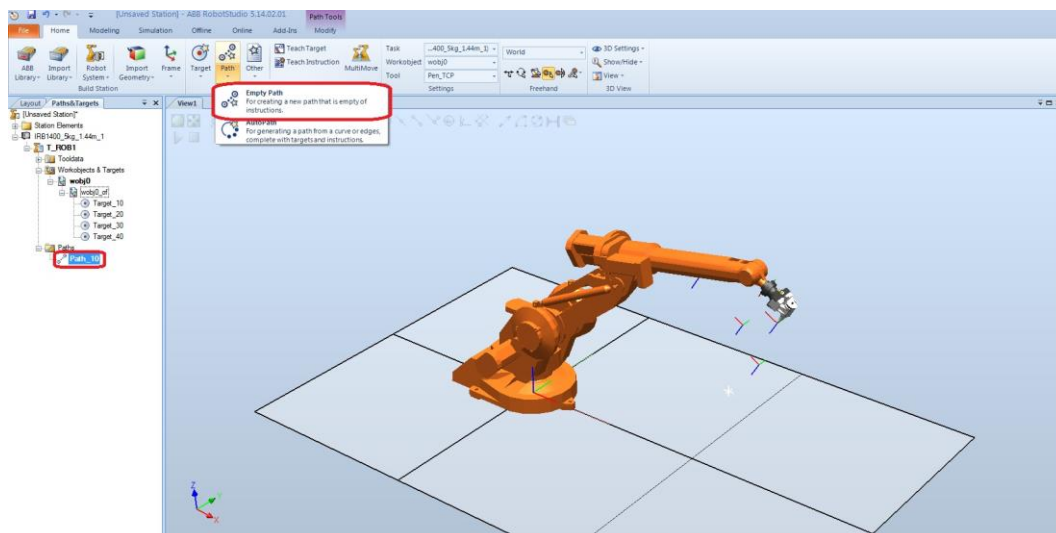 [Unsaved Station] - ABB RobotStudio 5.14.02.01
Path Tools
File Home Modeling Simulation Offline Online Add-Ins Modify
ABB Library
Import Library
Robot System
Import Geometry
Frame
Target
Path
Other
Teach Target
Teach Instruction
MultiMove
Task ...400_5kg_1.44m_1)
Workobject wobj0
Tool Pen_TCP
World
3D Settings
Show/Hide
View
Build Station
Settings
Freehand
3D View
Empty Path
For creating a new path that is empty of
instructions.
AutoPath
For generating a path from a curve or edges,
complete with targets and instructions.
Layout Paths&Targets
View1
[Unsaved Station]*
Station Elements
IRB1400_5kg_1.44m_1
T_ROB1
Tooldata
Workobjects & Targets
wobj0
wobj0_of
Target_10
Target_20
Target_30
Target_40
Paths
Path_10
Z
Y
X